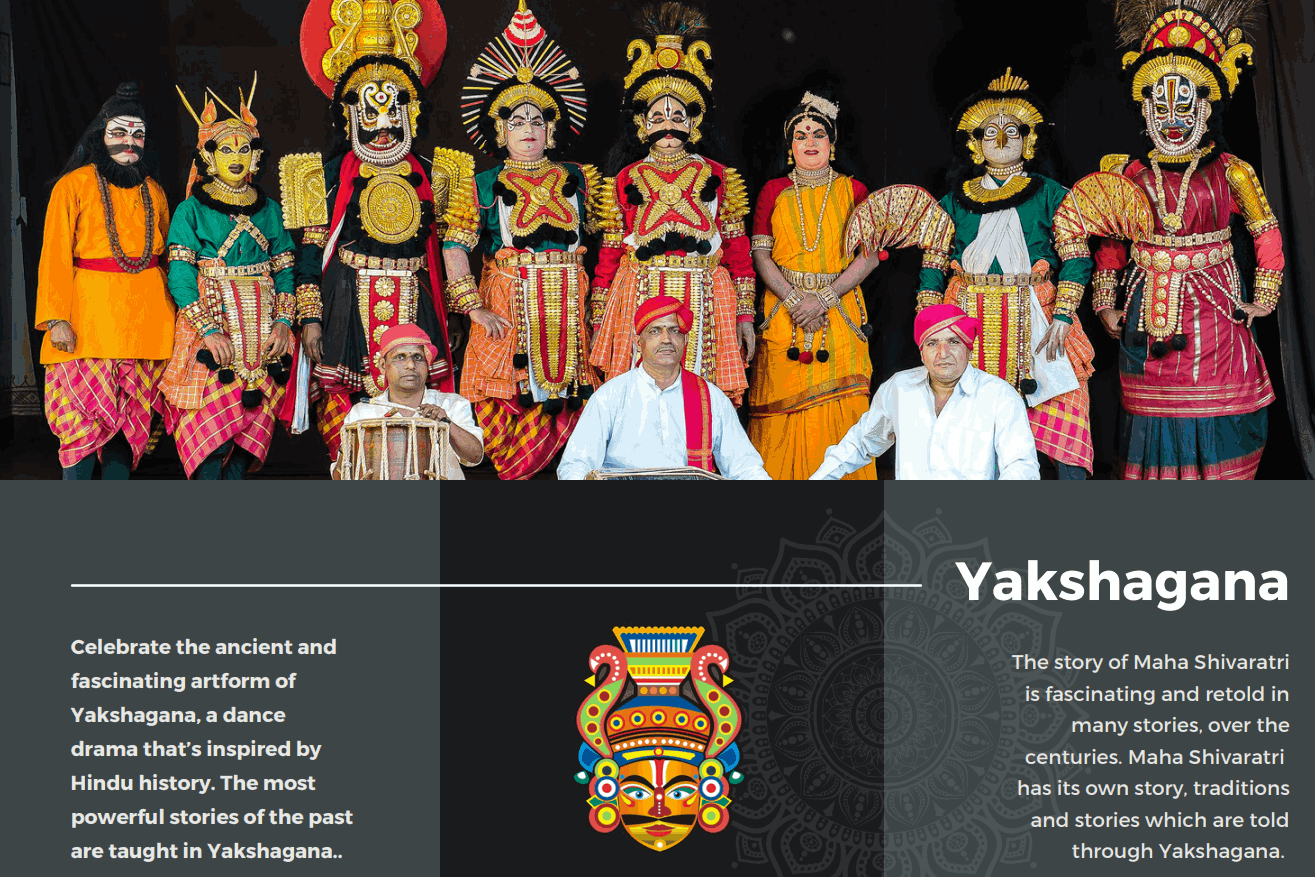 Yakshagana
Celebrate the ancient and
fascinating artform of
Yakshagana, a dance
drama that's inspired by
Hindu history. The most
powerful stories of the past
are taught in Yakshagana..
The story of Maha Shivaratri
is fascinating and retold in
many stories, over the
centuries. Maha Shivaratri
has its own story, traditions
and stories which are told
through Yakshagana.